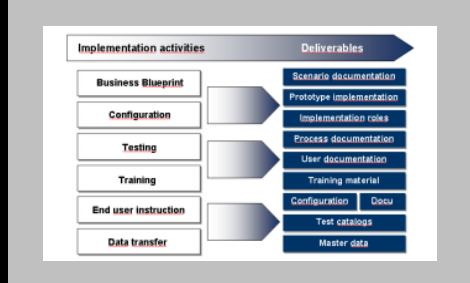 Implementation activities
Deliverables
Business Blueprint
Configuration
Testing
Training
End user instruction
Data transfer
Scenario documentation
Prototype implementation
Implementation roles
Process documentation
User documentation
Training material
Configuration Docu
Test catalogs
Master data